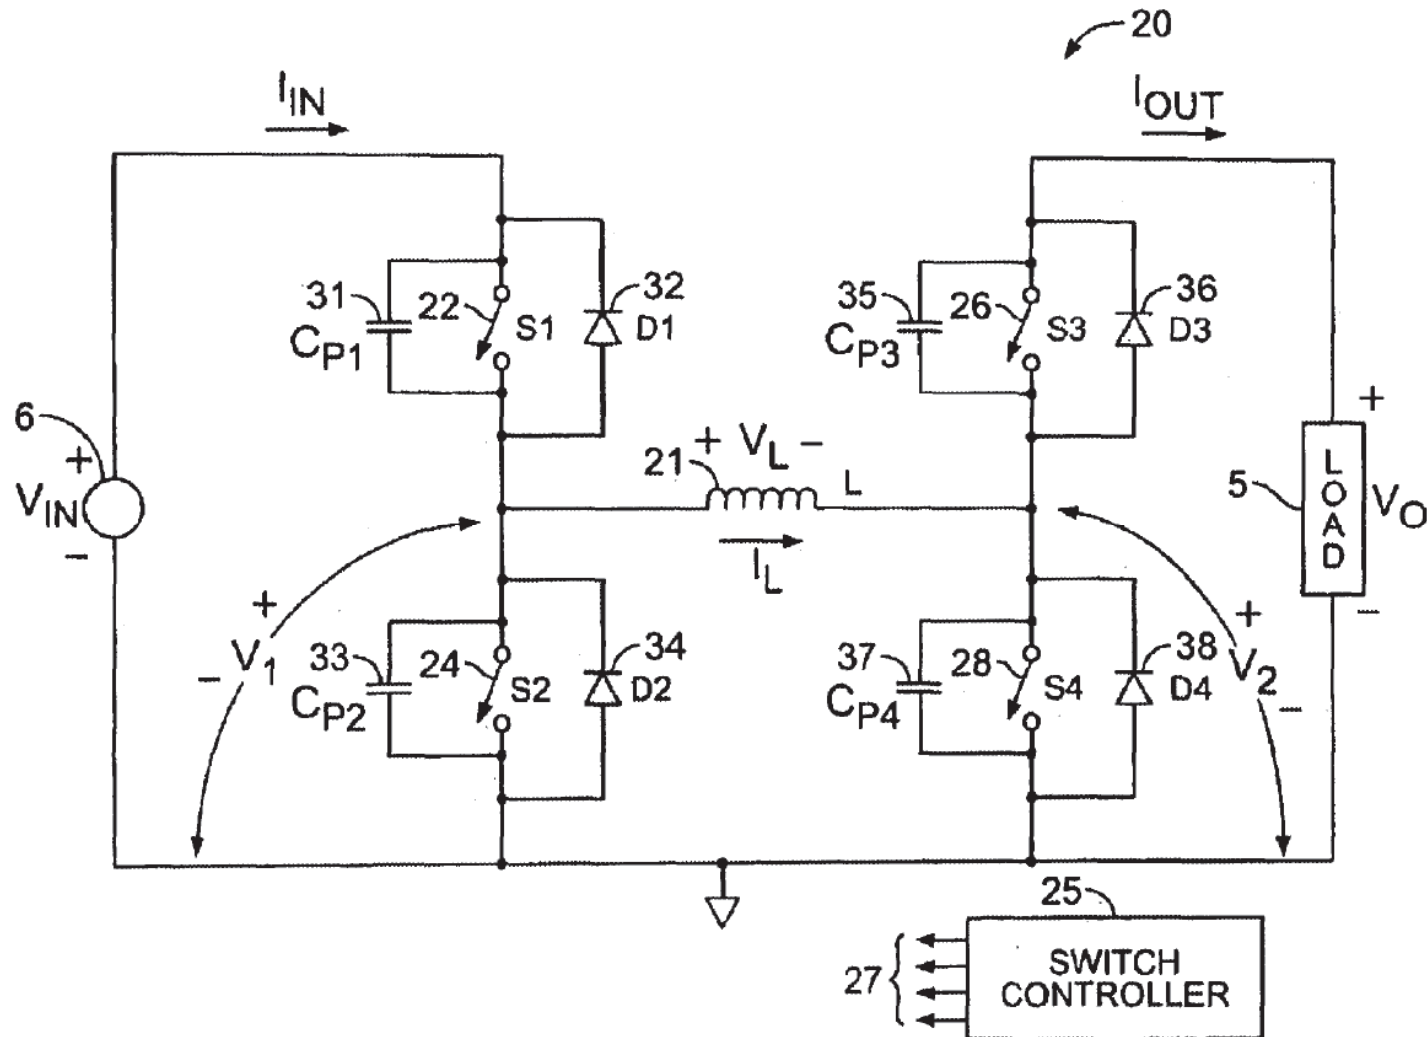 20
I_IN
I_OUT
31
22
32
S1
D1
C_P1
35
26
36
S3
D3
C_P3
6
+
V_IN
−
+ V_L −
21
L
I_L
5
+
LOAD
V_O
−
+
V_1
−
33
24
34
S2
D2
C_P2
37
28
38
S4
D4
C_P4
+
V_2
−
25
27
SWITCH
CONTROLLER